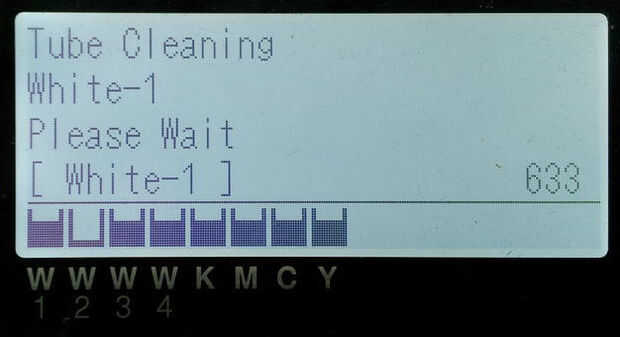 Tube Cleaning
White-1
Please Wait
[ White-1 ] 633
W W W W K M C Y
1 2 3 4